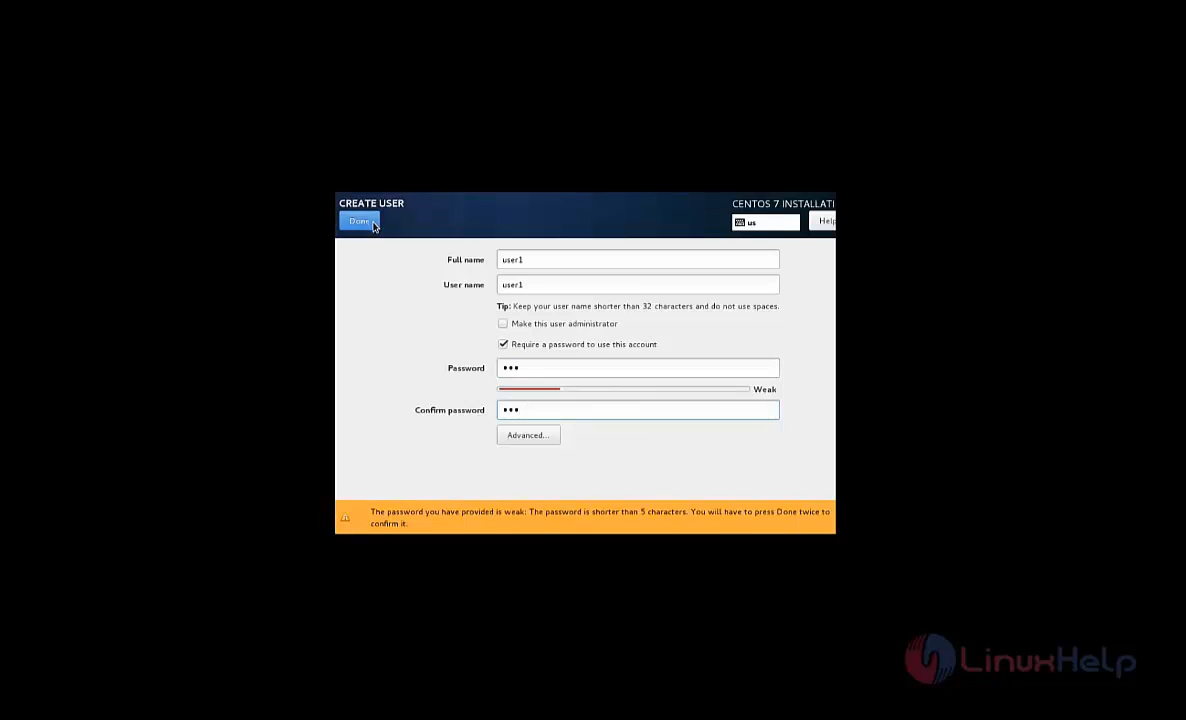 CREATE USER
CENTOS 7 INSTALLATI
Done
us
Help
Full name
user1
User name
user1
Tip: Keep your user name shorter than 32 characters and do not use spaces.
Make this user administrator
Require a password to use this account
Password
•••
Weak
Confirm password
•••
Advanced...
The password you have provided is weak: The password is shorter than 5 characters. You will have to press Done twice to
confirm it.
LinuxHelp